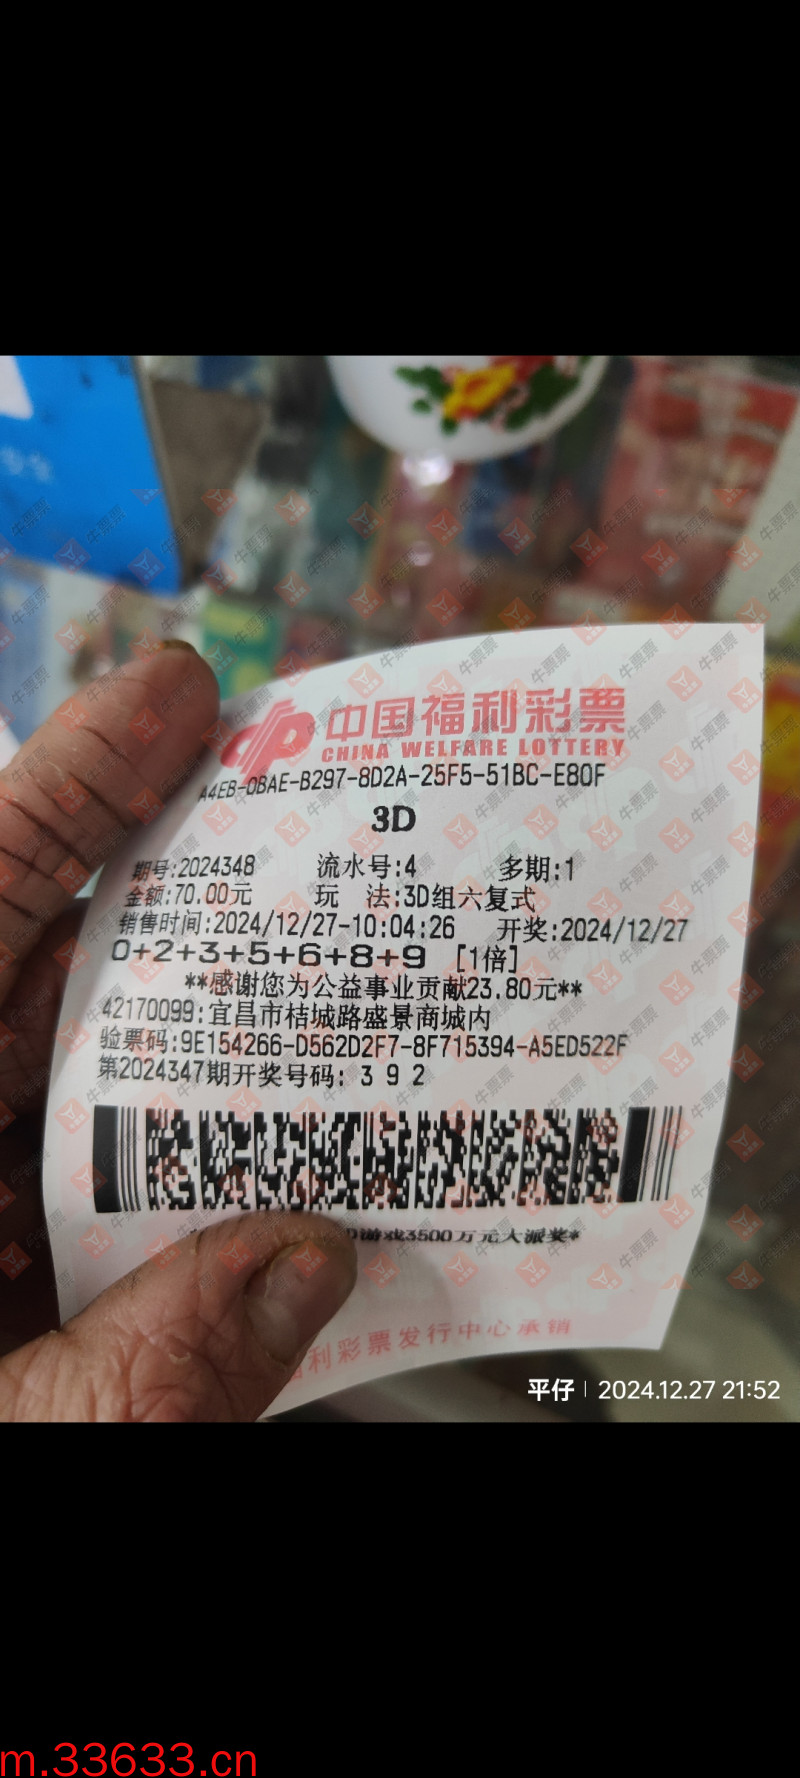 中国福利彩票
CHINA WELFARE LOTTERY
A4EB-0BAE-B297-8D2A-25F5-51BC-E80F
3D
期号:2024348 流水号:4 多期:1
金额:70.00元 玩 法:3D组六复式
销售时间:2024/12/27-10:04:26 开奖:2024/12/27
0+2+3+5+6+8+9 [1倍]
**感谢您为公益事业贡献23.80元**
42170099:宜昌市桔城路盛景商城内
验票码:9E154266-D562D2F7-8F715394-A5ED522F
第2024347期开奖号码: 3 9 2
D游戏3500万元大派奖*
福利彩票发行中心承销
平仔 | 2024.12.27 21:52
牛票票
m.33633.cn